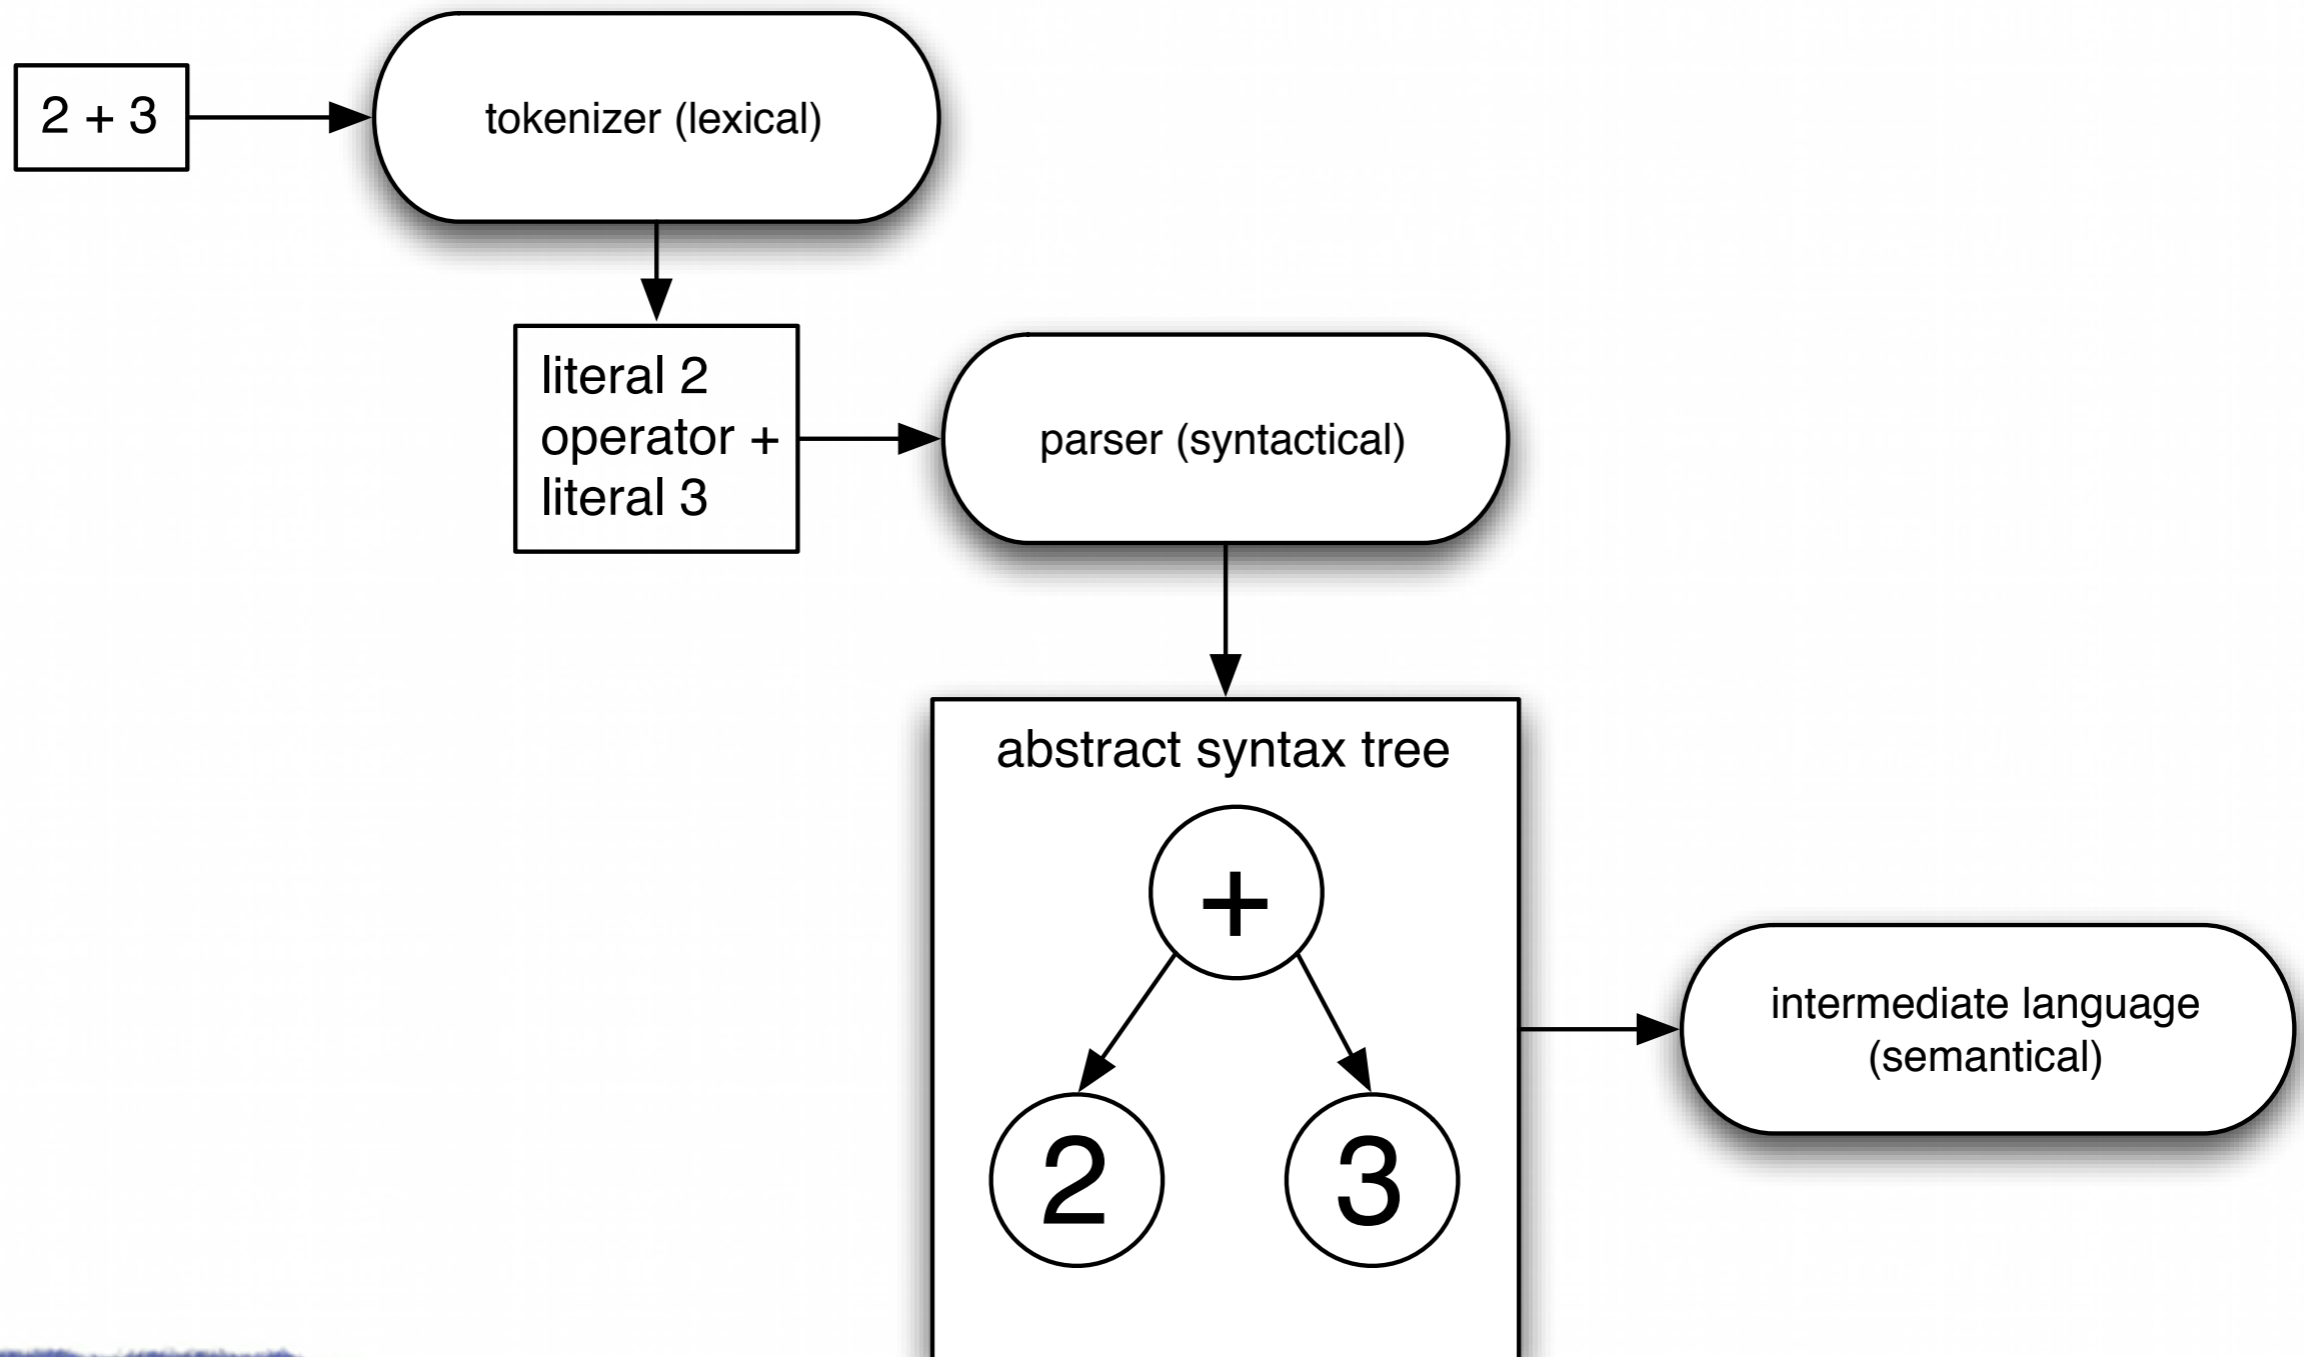 2 + 3
tokenizer (lexical)
literal 2
operator +
literal 3
parser (syntactical)
abstract syntax tree
+
2
3
intermediate language
(semantical)